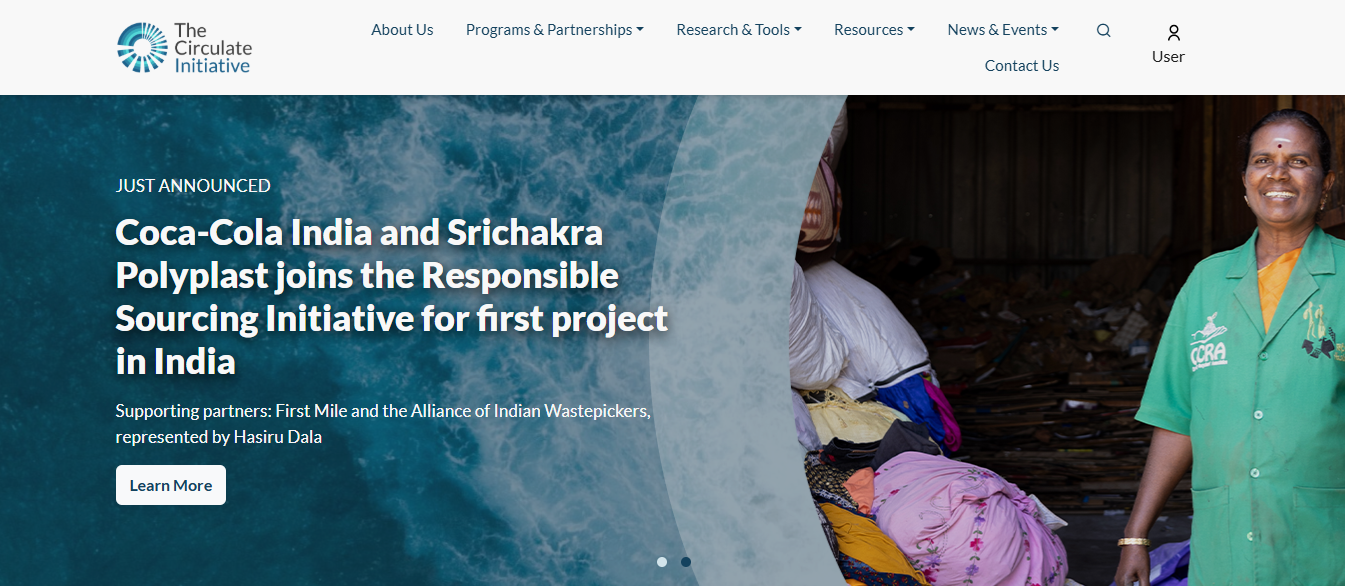 The
Circulate
Initiative
About Us
Programs & Partnerships
Research & Tools
Resources
News & Events
User
Contact Us
JUST ANNOUNCED
Coca-Cola India and Srichakra
Polyplast joins the Responsible
Sourcing Initiative for first project
in India
Supporting partners: First Mile and the Alliance of Indian Wastepickers,
represented by Hasiru Dala
Learn More
CCRA